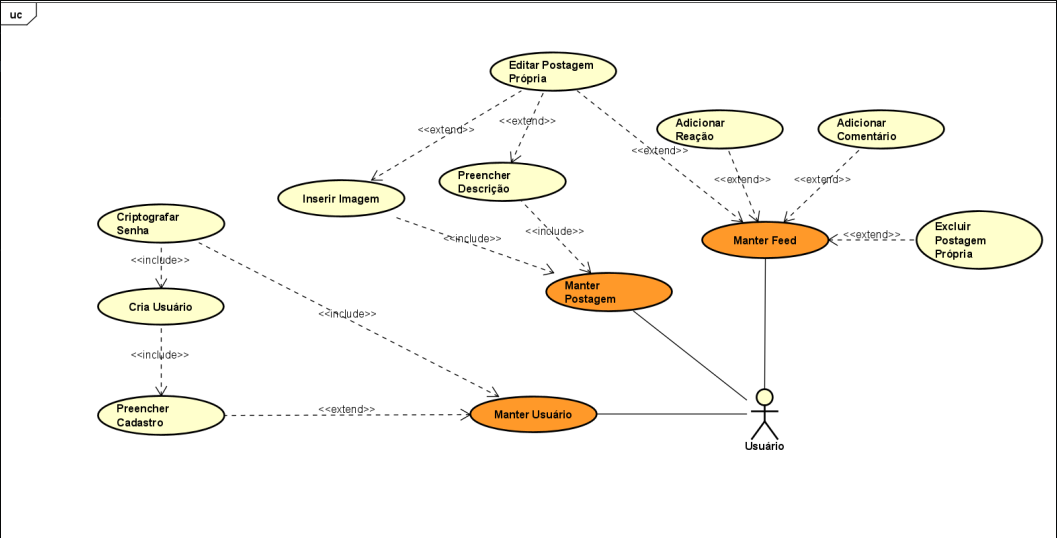 uc
Editar Postagem
Própria
Adicionar
Reação
Adicionar
Comentário
<<extend>>
<<extend>>
<<extend>>
Preencher
Descrição
<<extend>>
<<extend>>
Inserir Imagem
Criptografar
Senha
Manter Feed
<<extend>>
Excluir
Postagem
Própria
<<include>>
<<include>>
<<include>>
Manter
Postagem
Cria Usuário
<<include>>
<<include>>
Preencher
Cadastro
<<extend>>
Manter Usuário
Usuário